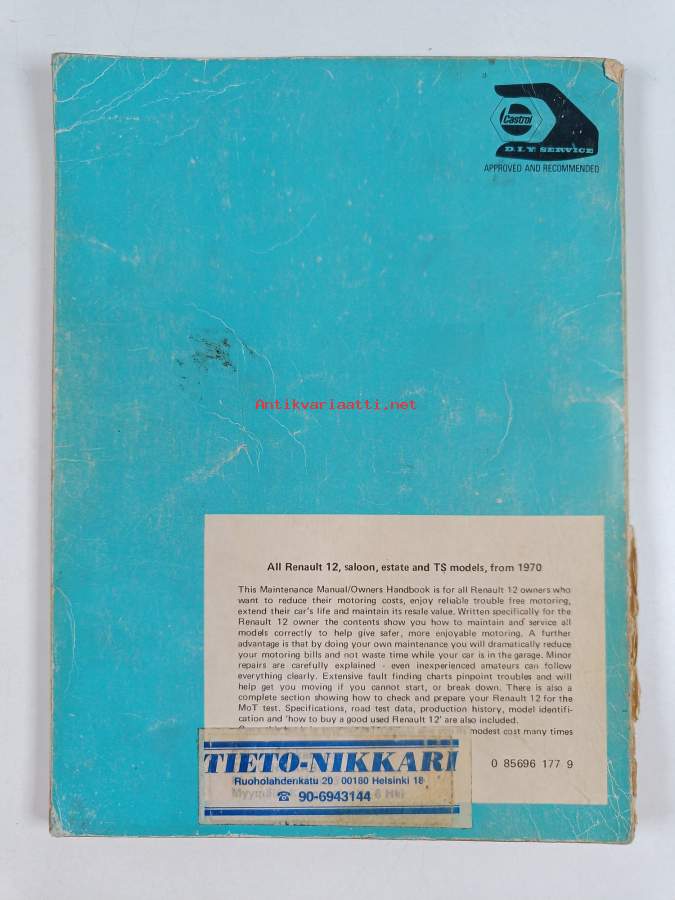 Castrol
D.I.Y. SERVICE
APPROVED AND RECOMMENDED
Antikvariaatti.net
All Renault 12, saloon, estate and TS models, from 1970
This Maintenance Manual/Owners Handbook is for all Renault 12 owners who
want to reduce their motoring costs, enjoy reliable trouble free motoring,
extend their car's life and maintain its resale value. Written specifically for the
Renault 12 owner the contents show you how to maintain and service all
models correctly to help give safer, more enjoyable motoring. A further
advantage is that by doing your own maintenance you will dramatically reduce
your motoring bills and not waste time while your car is in the garage. Minor
repairs are carefully explained - even inexperienced amateurs can follow
everything clearly. Extensive fault finding charts pinpoint troubles and will
help get you moving if you cannot start, or break down. There is also a
complete section showing how to check and prepare your Renault 12 for the
MoT test. Specifications, road test data, production history, model identifi-
cation and 'how to buy a good used Renault 12' are also included.
modest cost many times
0 85696 177 9
TIETO-NIKKARI
Ruoholahdenkatu 20 00180 Helsinki 18
☎ 90-6943144